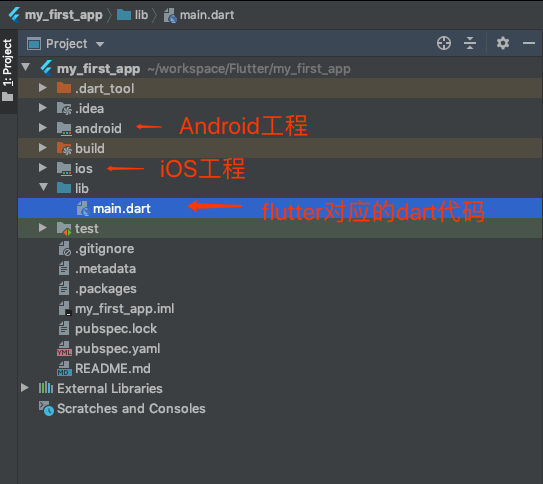 my_first_app lib main.dart
1: Project
Project
my_first_app ~/workspace/Flutter/my_first_app
.dart_tool
.idea
android Android工程
build
ios iOS工程
lib
main.dart flutter对应的dart代码
test
.gitignore
.metadata
.packages
my_first_app.iml
pubspec.lock
YML pubspec.yaml
MD README.md
External Libraries
Scratches and Consoles